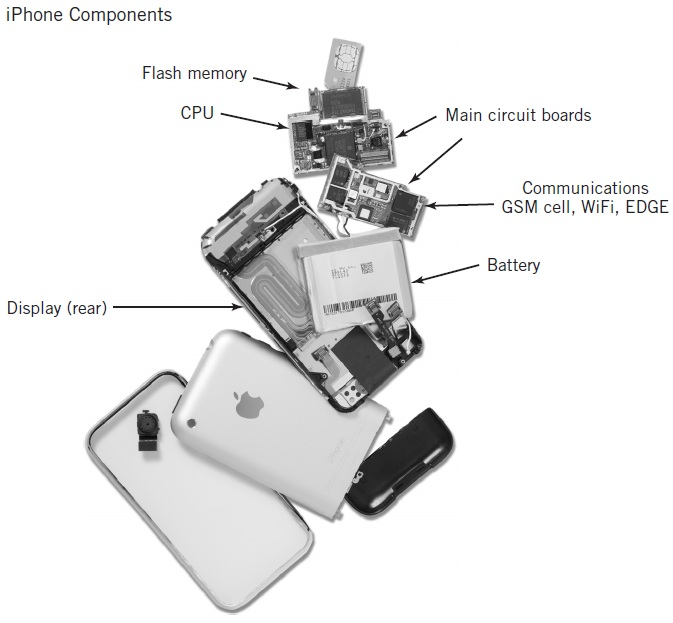 iPhone Components
Flash memory
CPU
Main circuit boards
Communications
GSM cell, WiFi, EDGE
Battery
Display (rear)